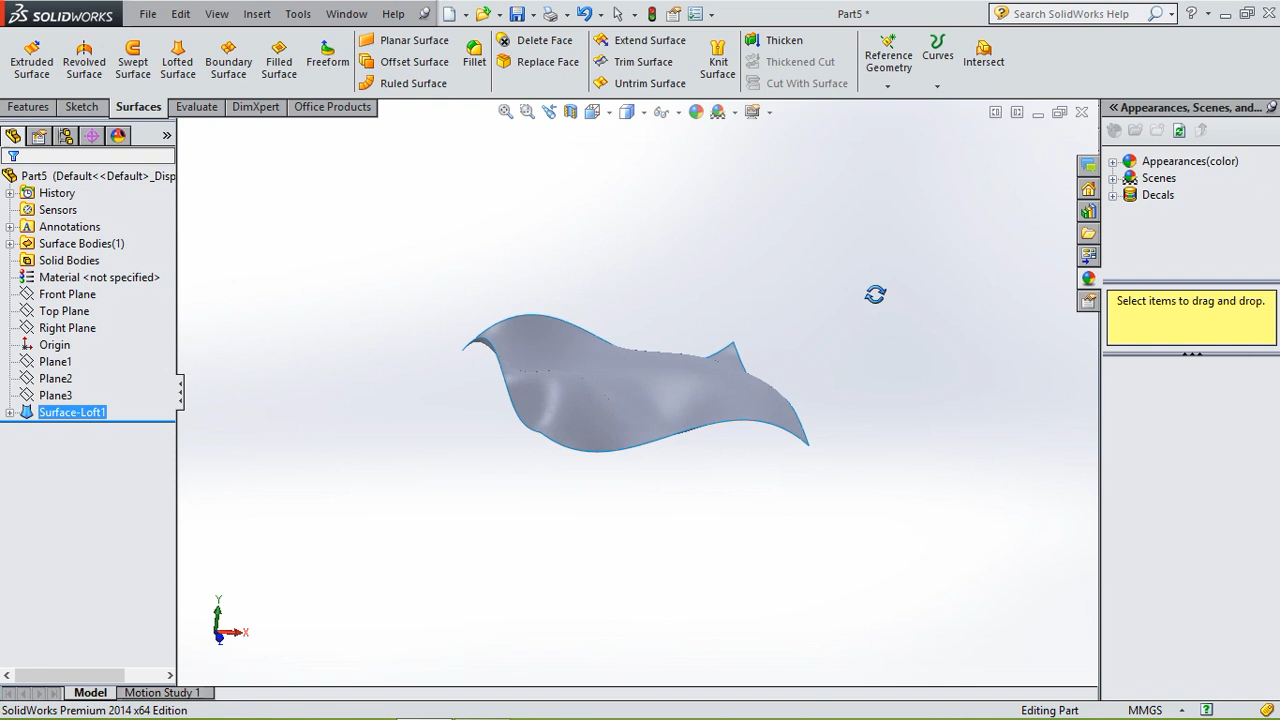 SOLIDWORKS File Edit View Insert Tools Window Help Part5 * Search SolidWorks Help
Extruded Surface Revolved Surface Swept Surface Lofted Surface Boundary Surface Filled Surface Freeform
Planar Surface
Offset Surface
Ruled Surface
Fillet
Delete Face
Replace Face
Extend Surface
Trim Surface
Untrim Surface
Knit Surface
Thicken
Thickened Cut
Cut With Surface
Reference Geometry
Curves
Intersect
Features Sketch Surfaces Evaluate DimXpert Office Products
Part5 (Default<<Default>_Disp
History
Sensors
Annotations
Surface Bodies(1)
Solid Bodies
Material <not specified>
Front Plane
Top Plane
Right Plane
Origin
Plane1
Plane2
Plane3
Surface-Loft1
Y
X
Z
Appearances, Scenes, and...
Appearances(color)
Scenes
Decals
Select items to drag and drop.
Model Motion Study 1
SolidWorks Premium 2014 x64 Edition Editing Part MMGS